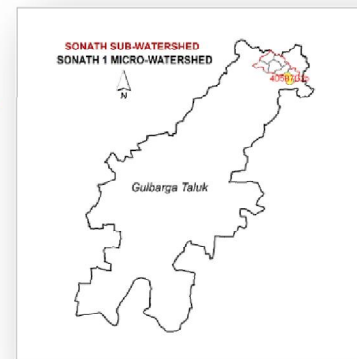 SONATH SUB-WATERSHED
SONATH 1 MICRO-WATERSHED
N
Gulbarga Taluk